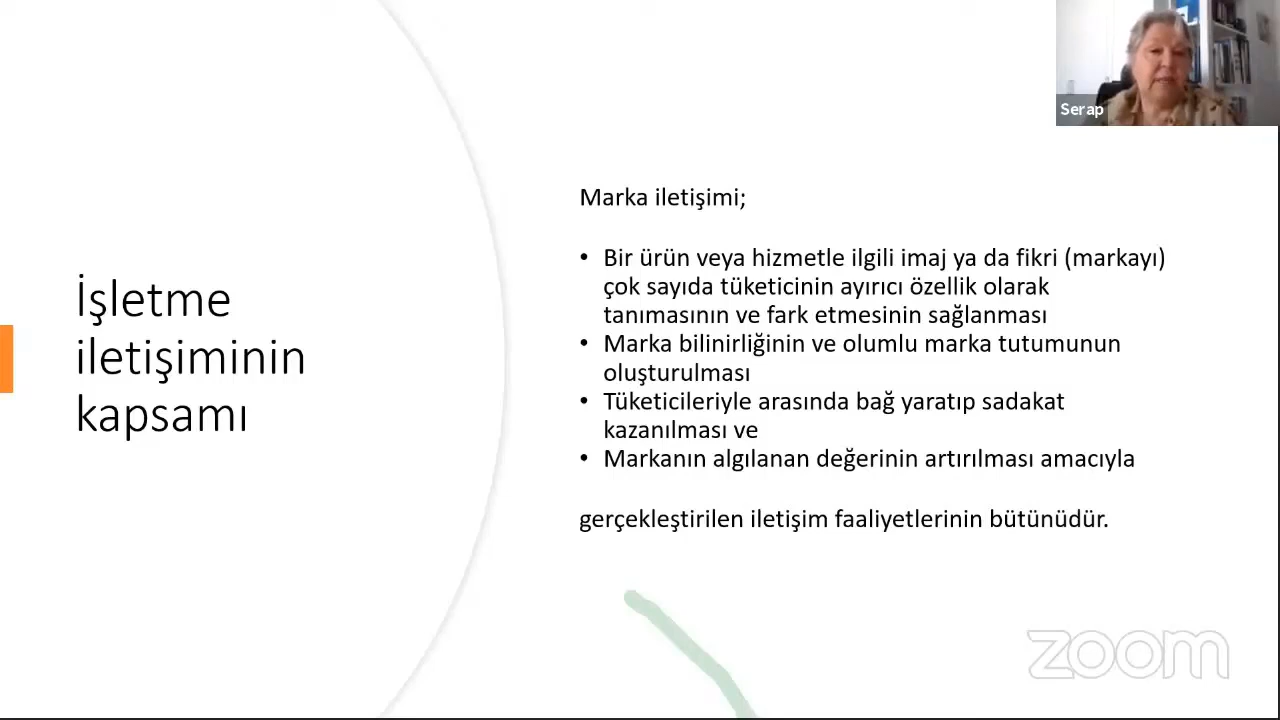 Serap
İşletme
iletişiminin
kapsamı
Marka iletişimi;
• Bir ürün veya hizmetle ilgili imaj ya da fikri (markayı)
çok sayıda tüketicinin ayırıcı özellik olarak
tanımasının ve fark etmesinin sağlanması
• Marka bilinirliğinin ve olumlu marka tutumunun
oluşturulması
• Tüketicileriyle arasında bağ yaratıp sadakat
kazanılması ve
• Markanın algılanan değerinin artırılması amacıyla
gerçekleştirilen iletişim faaliyetlerinin bütünüdür.
zoom